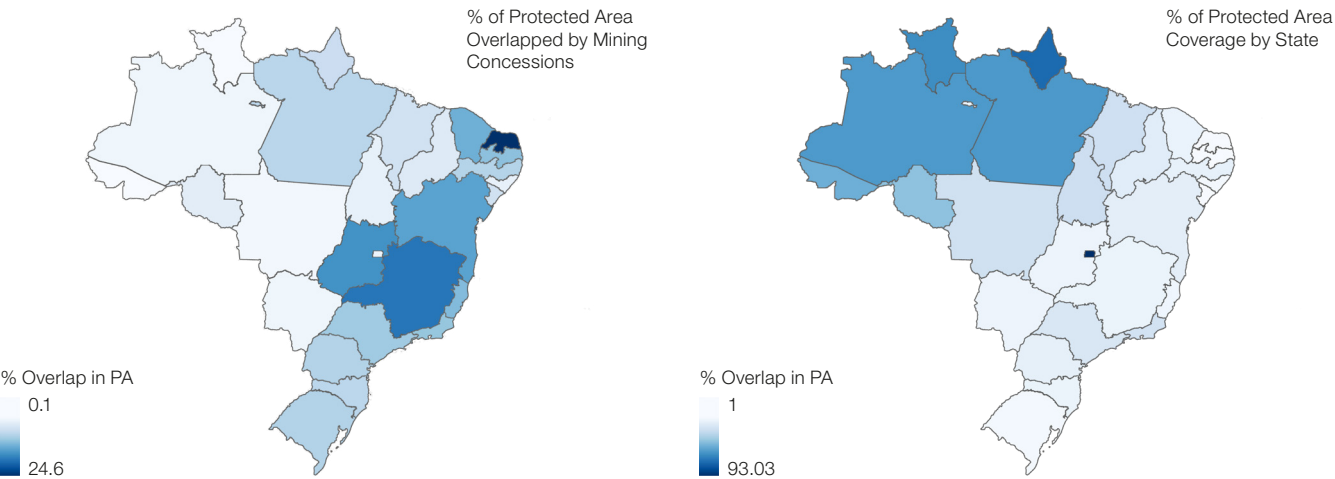 % of Protected Area
Overlapped by Mining
Concessions
% Overlap in PA
0.1
24.6
% of Protected Area
Coverage by State
% Overlap in PA
1
93.03